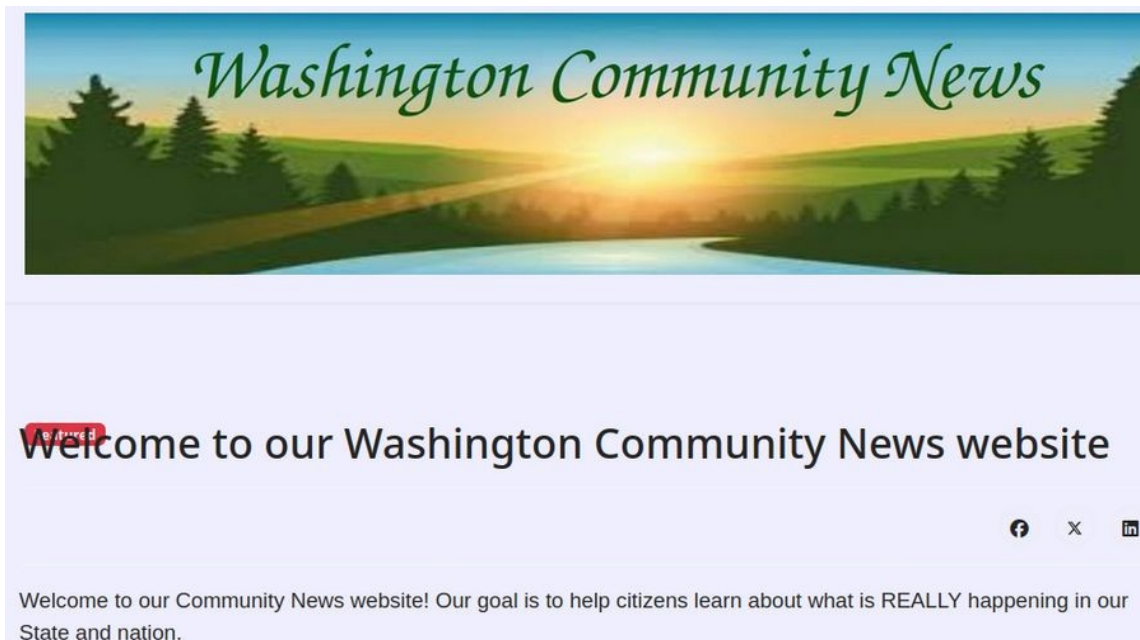 Washington Community News
Featured
Welcome to our Washington Community News website
Welcome to our Community News website! Our goal is to help citizens learn about what is REALLY happening in our
State and nation.